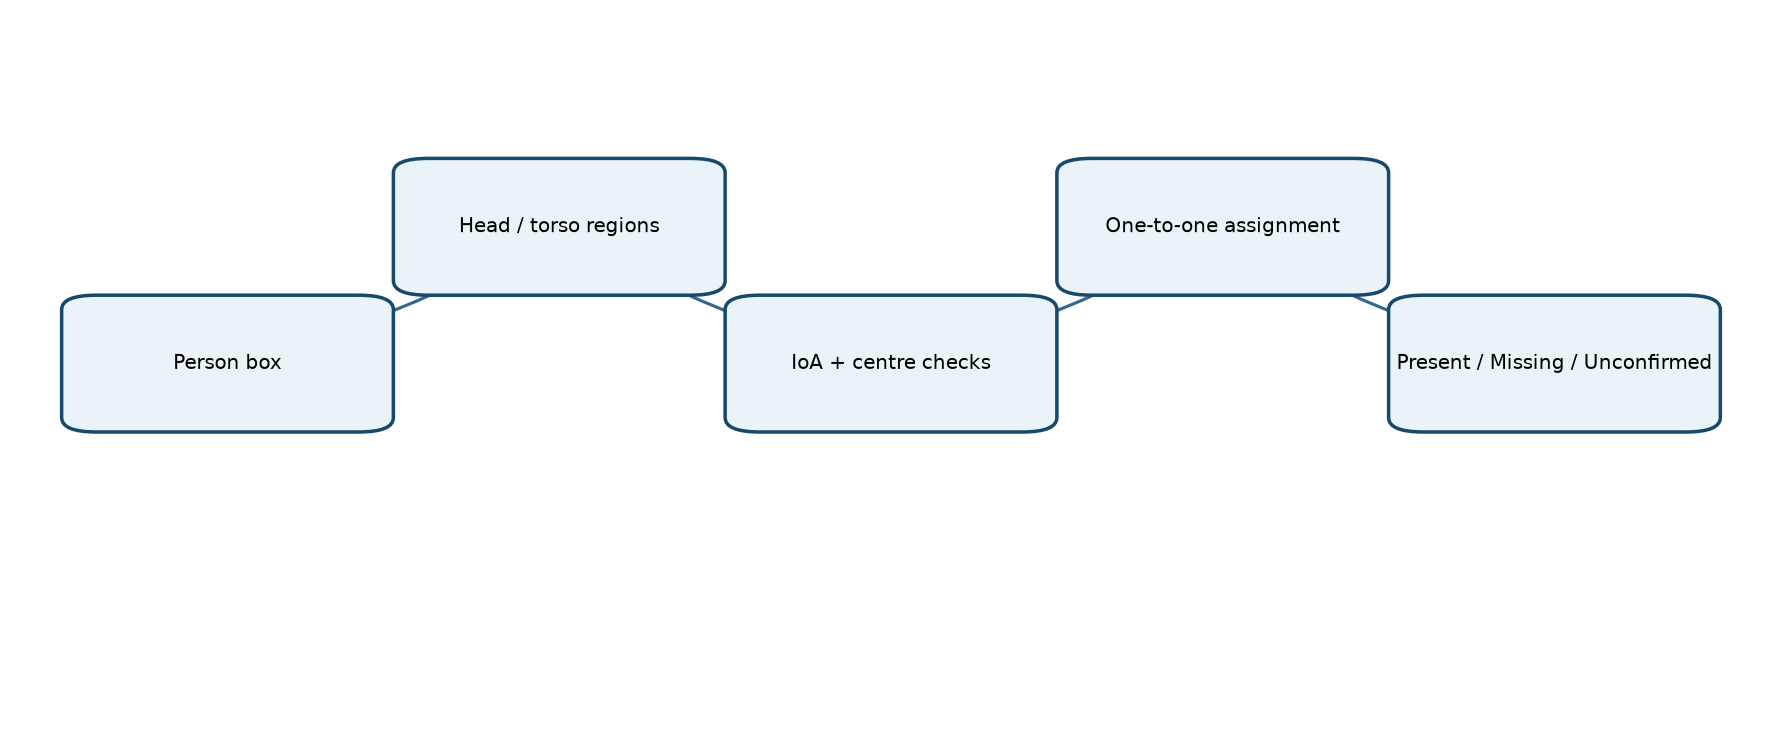 Person box
Head / torso regions
IoA + centre checks
One-to-one assignment
Present / Missing / Unconfirmed